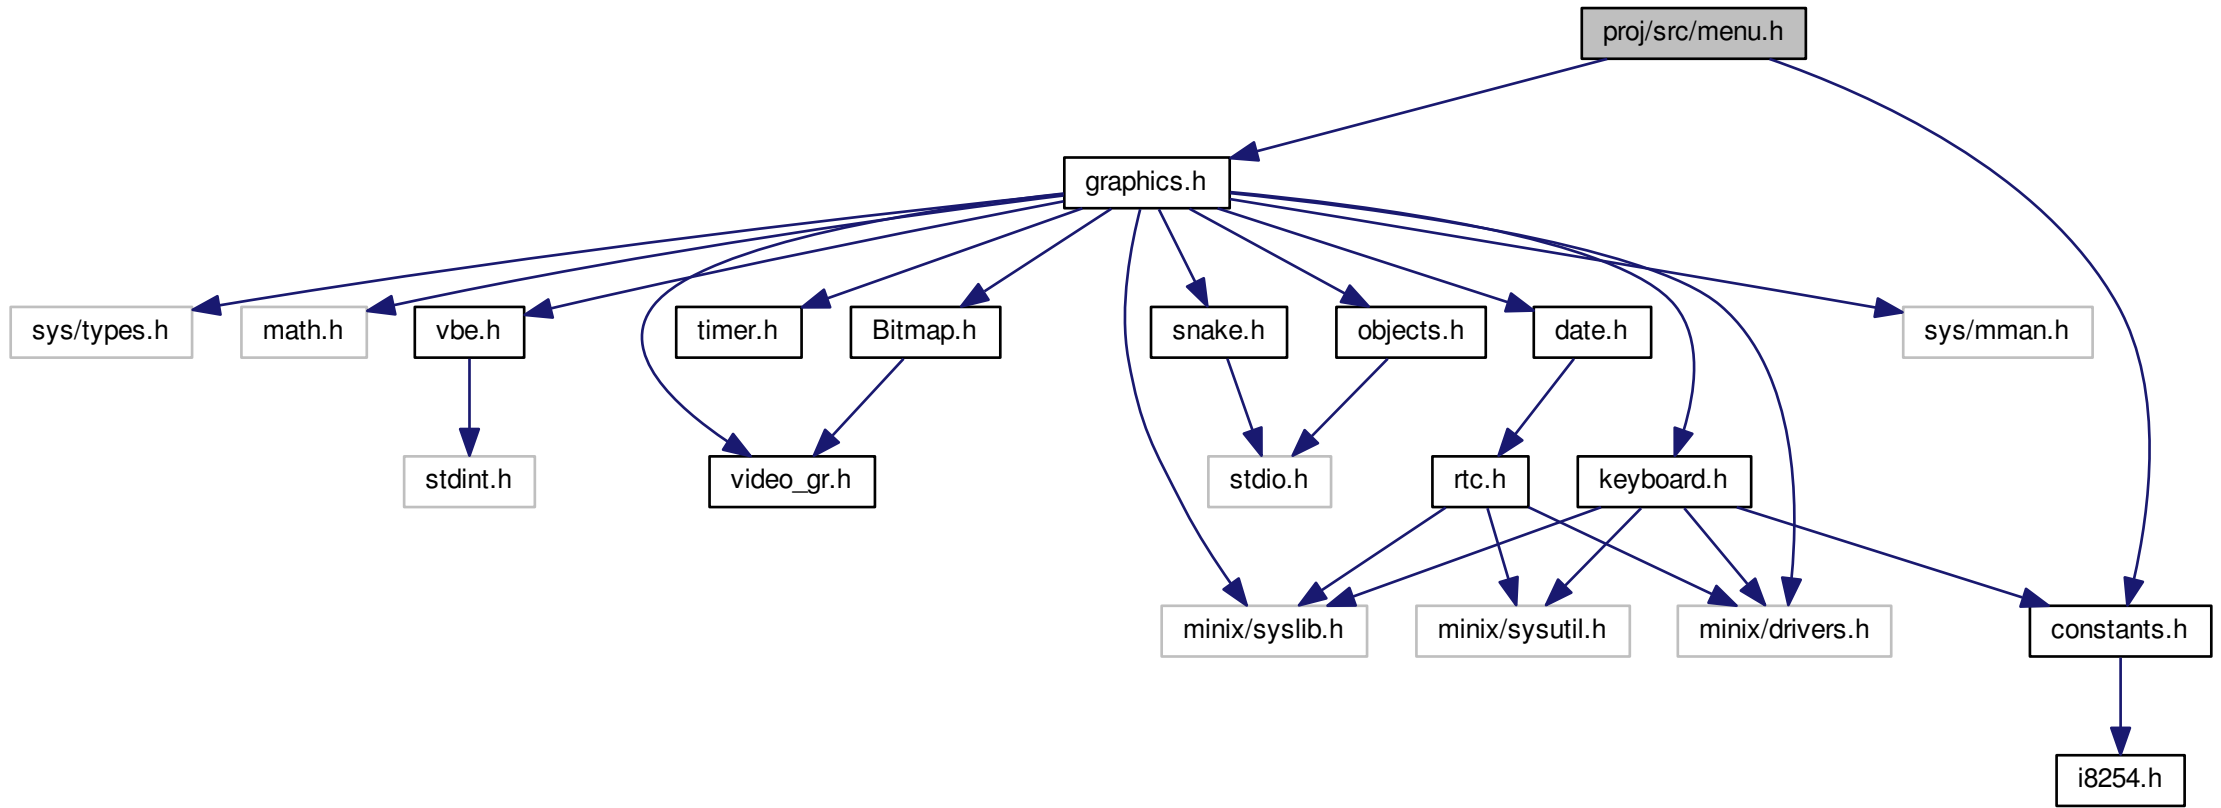 proj/src/menu.h
graphics.h
sys/types.h
math.h
vbe.h
timer.h
Bitmap.h
snake.h
objects.h
date.h
sys/mman.h
stdint.h
video_gr.h
stdio.h
rtc.h
keyboard.h
minix/syslib.h
minix/sysutil.h
minix/drivers.h
constants.h
i8254.h